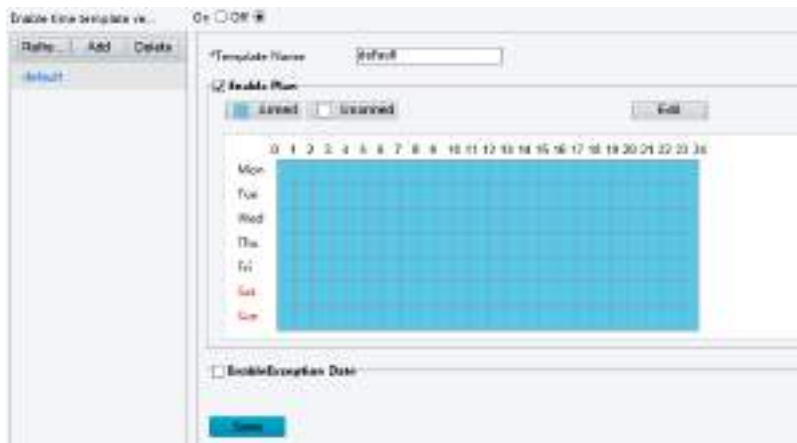 Enable time template ve... On Off
Refre... Add Delete
default
*Template Name default
Enable Plan
Armed Unarmed Edit
0 1 2 3 4 5 6 7 8 9 10 11 12 13 14 15 16 17 18 19 20 21 22 23 24
Mon
Tue
Wed
Thu
Fri
Sat
Sun
EnableException Date
Save